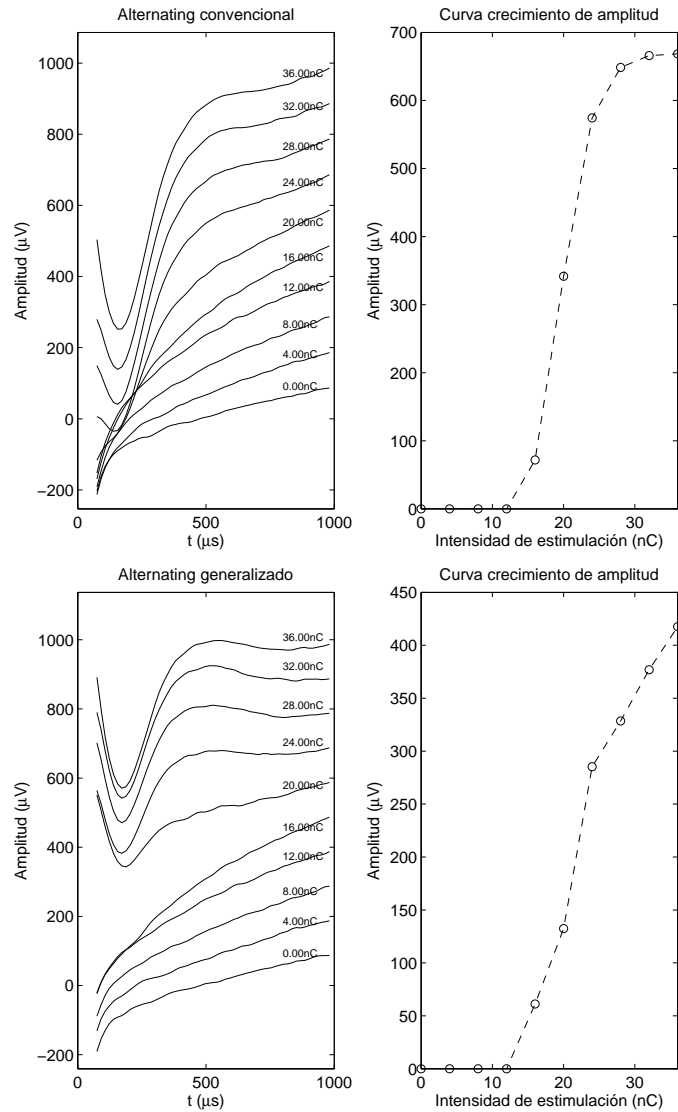 Alternating convencional
1000
800
600
400
200
0
−200
Amplitud (μV)
36.00nC
32.00nC
28.00nC
24.00nC
20.00nC
16.00nC
12.00nC
8.00nC
4.00nC
0.00nC
0
500
1000
t (μs)
Curva crecimiento de amplitud
700
600
500
400
300
200
100
0
Amplitud (μV)
0
10
20
30
Intensidad de estimulación (nC)
Alternating generalizado
1000
800
600
400
200
0
−200
Amplitud (μV)
36.00nC
32.00nC
28.00nC
24.00nC
20.00nC
16.00nC
12.00nC
8.00nC
4.00nC
0.00nC
0
500
1000
t (μs)
Curva crecimiento de amplitud
450
400
350
300
250
200
150
100
50
0
Amplitud (μV)
0
10
20
30
Intensidad de estimulación (nC)